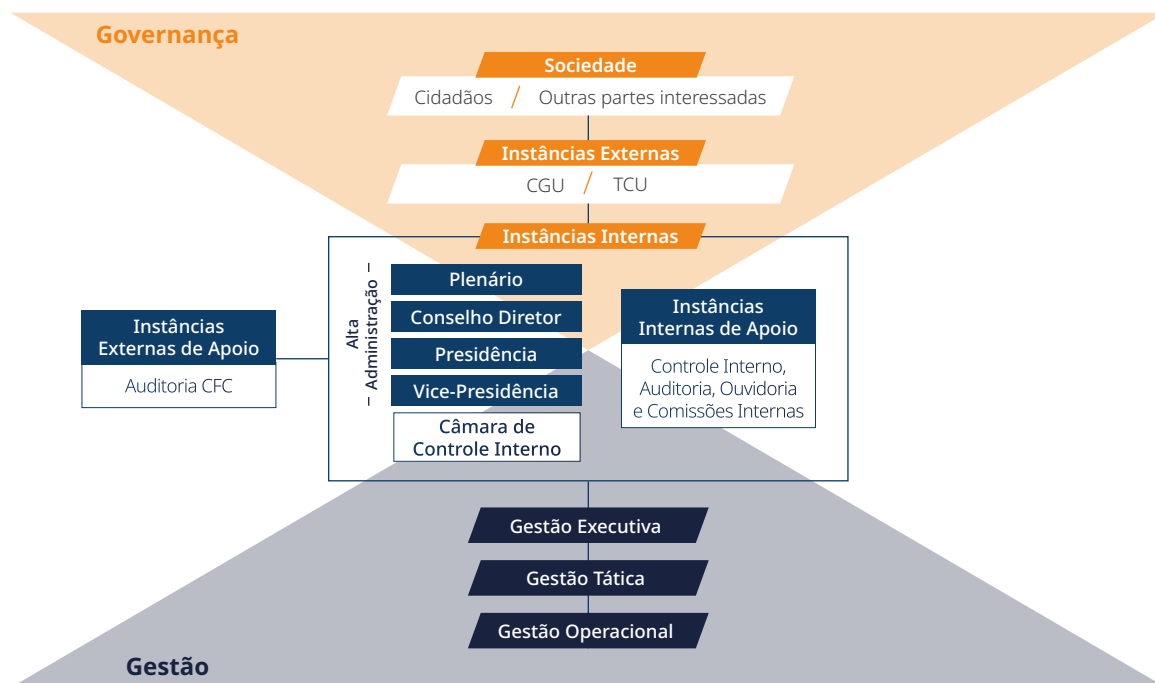 Governança
Sociedade
Cidadãos / Outras partes interessadas
Instâncias Externas
CGU / TCU
Instâncias Internas
Alta
Administração
Plenário
Conselho Diretor
Presidência
Vice-Presidência
Câmara de
Controle Interno
Instâncias
Internas de Apoio
Controle Interno,
Auditoria, Ouvidoria
e Comissões Internas
Instâncias
Externas de Apoio
Auditoria CFC
Gestão Executiva
Gestão Tática
Gestão Operacional
Gestão